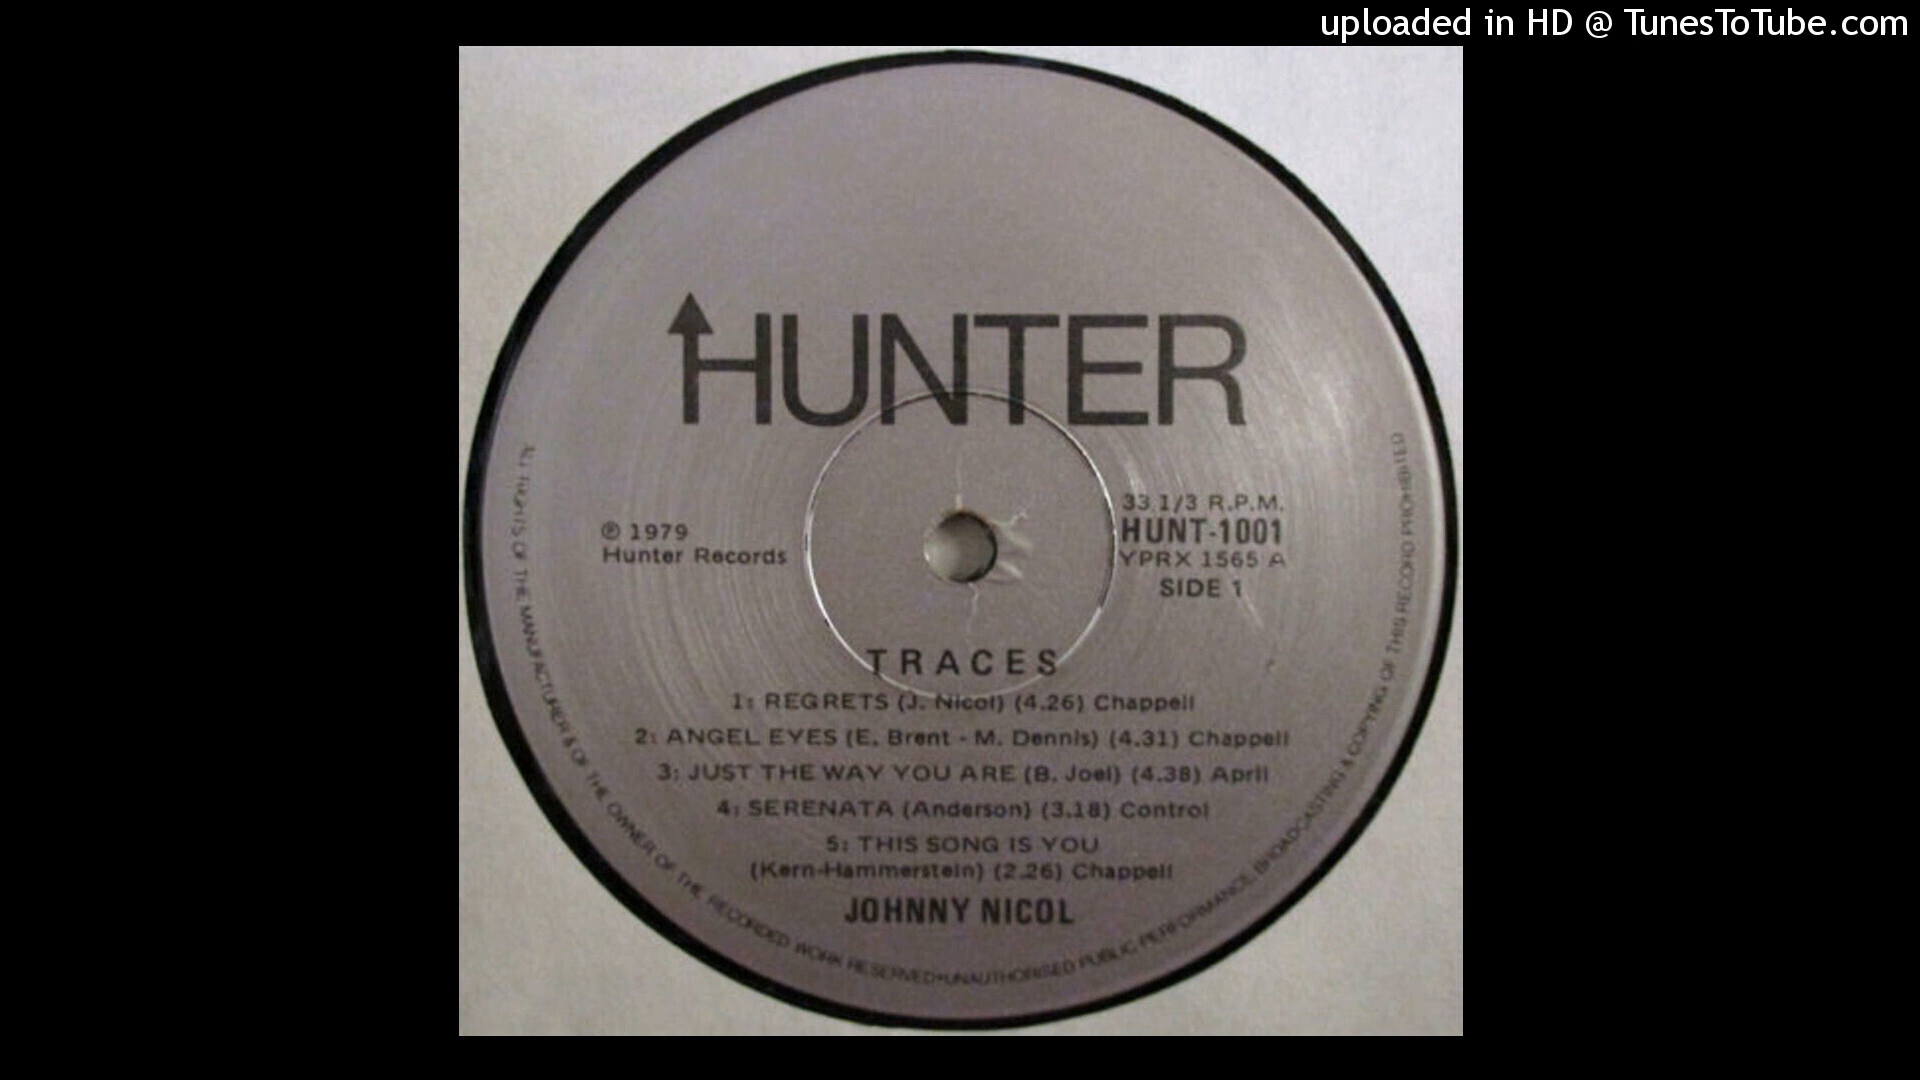 uploaded in HD @ TunesToTube.com
HUNTER
℗ 1979
Hunter Records
33 1/3 R.P.M.
HUNT-1001
YPRX 1565 A
SIDE 1
TRACES
1: REGRETS (J. Nicol) (4.26) Chappell
2: ANGEL EYES (E. Brent - M. Dennis) (4.31) Chappell
3: JUST THE WAY YOU ARE (B. Joel) (4.38) April
4: SERENATA (Anderson) (3.18) Control
5: THIS SONG IS YOU
(Kern-Hammerstein) (2.26) Chappell
JOHNNY NICOL
ALL RIGHTS OF THE MANUFACTURER & OF THE OWNER OF THE RECORDED WORK RESERVED•UNAUTHORISED PUBLIC PERFORMANCE, BROADCASTING & COPYING OF THIS RECORD PROHIBITED